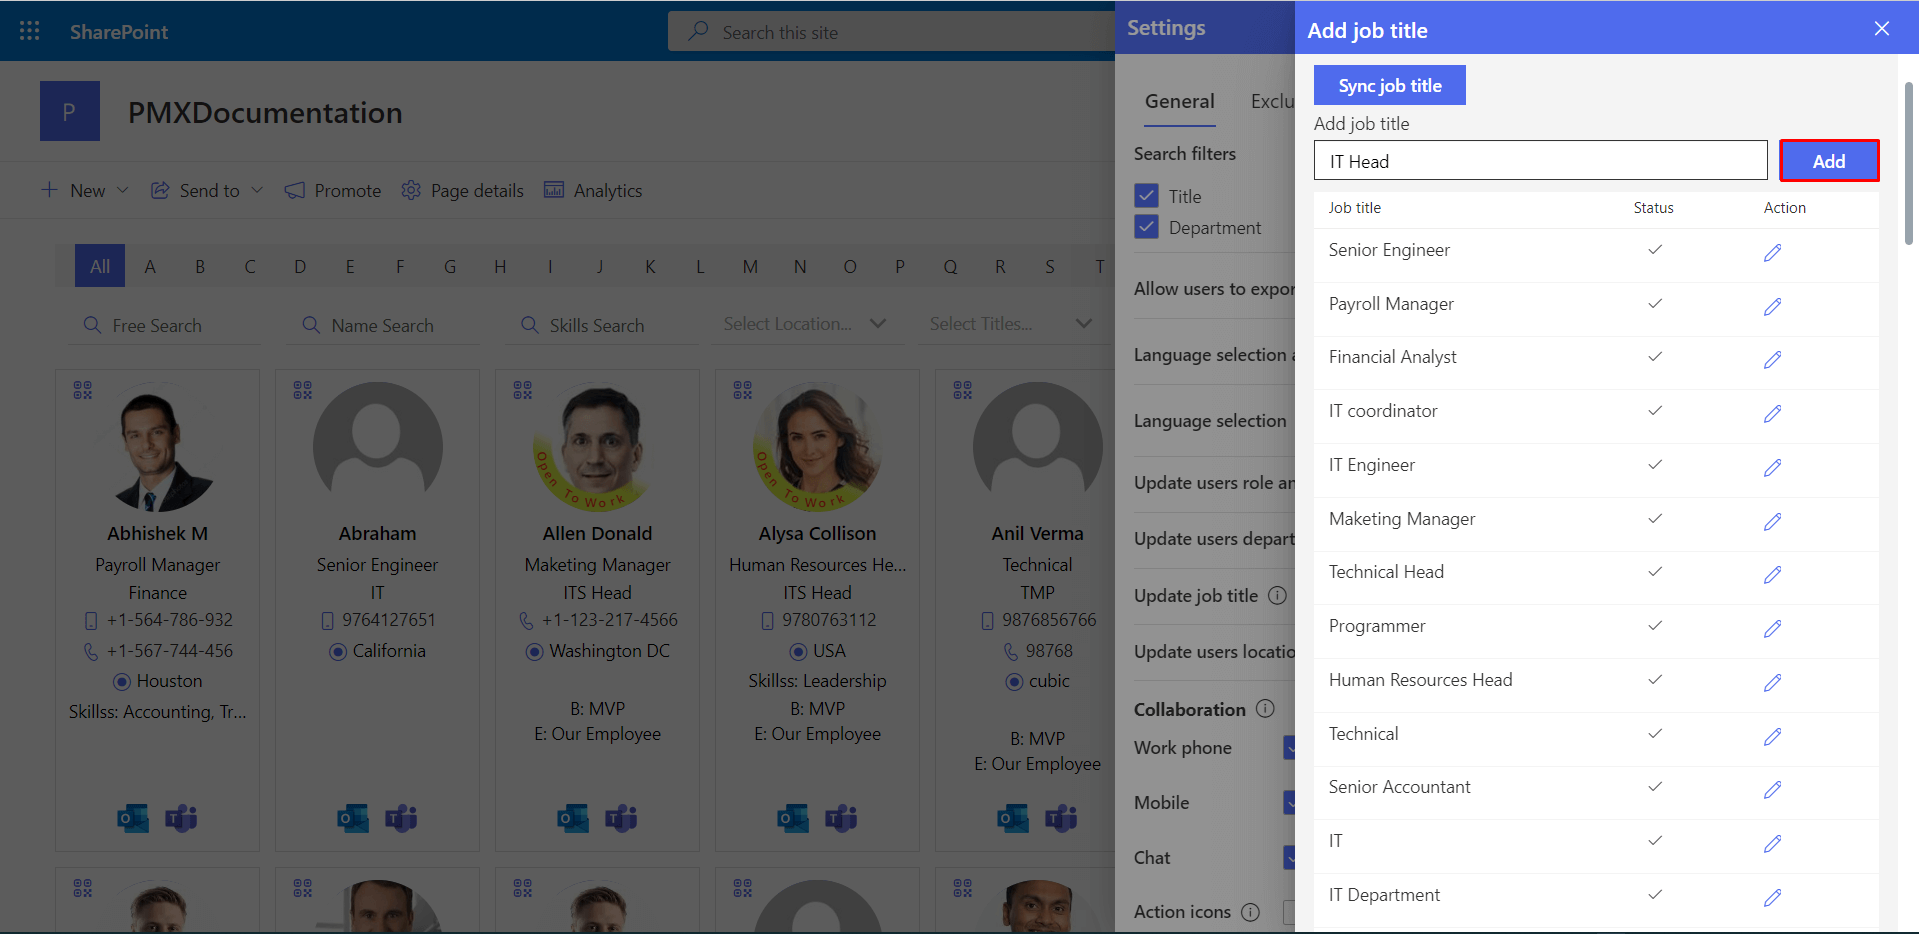 SharePoint
Search this site
Settings
Add job title
P
PMXDocumentation
New
Send to
Promote
Page details
Analytics
All A B C D E F G H I J K L M N O P Q R S T
Free Search
Name Search
Skills Search
Select Location...
Select Titles...
Abhishek M
Payroll Manager
Finance
+1-564-786-932
+1-567-744-456
Houston
Skillss: Accounting, Tr...
Abraham
Senior Engineer
IT
9764127651
California
Open To Work
Allen Donald
Maketing Manager
ITS Head
+1-123-217-4566
Washington DC
B: MVP
E: Our Employee
Open To Work
Alysa Collison
Human Resources He...
ITS Head
9780763112
USA
Skillss: Leadership
B: MVP
E: Our Employee
Anil Verma
Technical
TMP
9876856766
98768
cubic
B: MVP
E: Our Employee
General
Exclu
Search filters
Title
Department
Allow users to expor
Language selection a
Language selection
Update users role an
Update users depart
Update job title
Update users locatio
Collaboration
Work phone
Mobile
Chat
Action icons
Sync job title
Add job title
IT Head
Add
Job title Status Action
Senior Engineer
Payroll Manager
Financial Analyst
IT coordinator
IT Engineer
Maketing Manager
Technical Head
Programmer
Human Resources Head
Technical
Senior Accountant
IT
IT Department